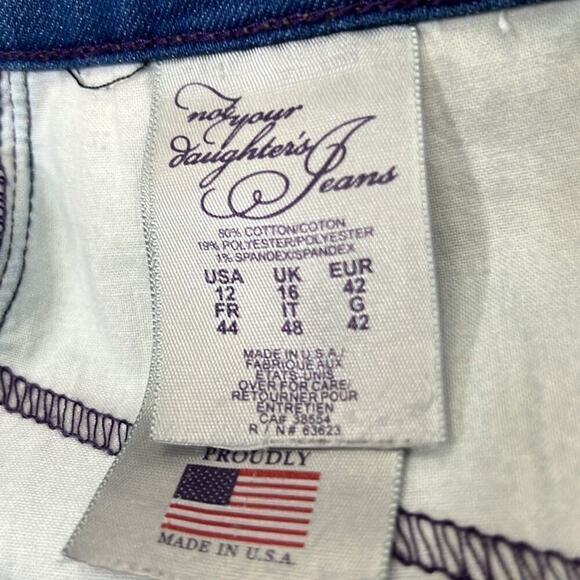 not your
daughter's
Jeans
80% COTTON/COTON
19% POLYESTER/POLYESTER
1% SPANDEX/SPANDEX
USA UK EUR
12 16 42
FR IT G
44 48 42
MADE IN U.S.A./
FABRIQUE AUX
ETATS-UNIS
OVER FOR CARE/
RETOURNER POUR
ENTRETIEN
CA# 38554
R / N# 63623
PROUDLY
MADE IN U.S.A.